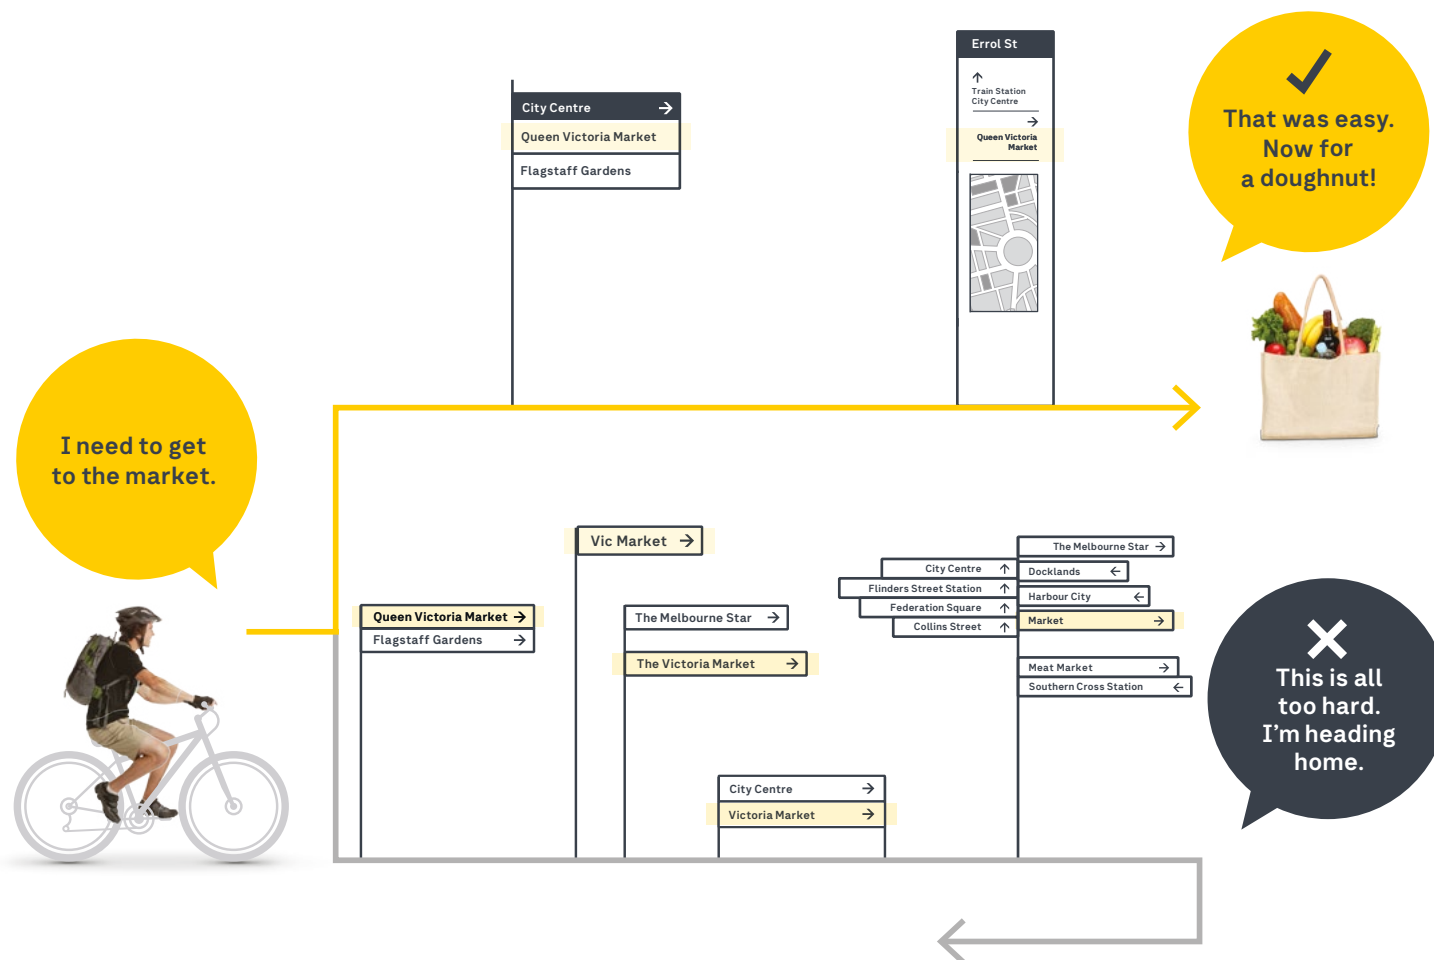 City Centre
Queen Victoria Market
Flagstaff Gardens
Errol St
Train Station
City Centre
Queen Victoria
Market
That was easy.
Now for
a doughnut!
I need to get
to the market.
Queen Victoria Market
Flagstaff Gardens
Vic Market
The Melbourne Star
The Victoria Market
City Centre
Victoria Market
City Centre
Flinders Street Station
Federation Square
Collins Street
The Melbourne Star
Docklands
Harbour City
Market
Meat Market
Southern Cross Station
This is all
too hard.
I'm heading
home.